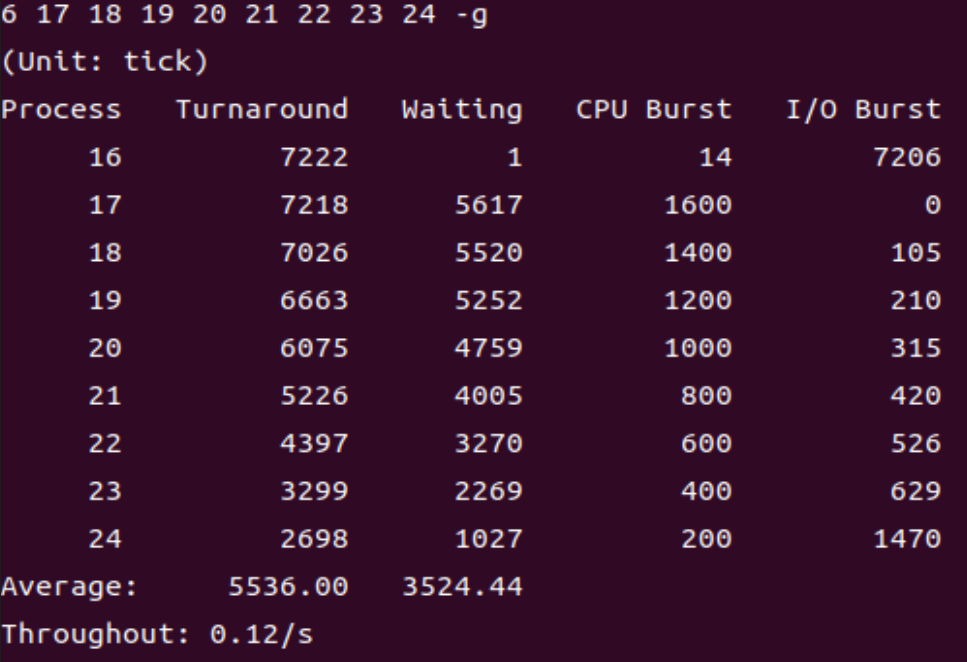 6 17 18 19 20 21 22 23 24 -g
(Unit: tick)
Process Turnaround Waiting CPU Burst I/O Burst
16 7222 1 14 7206
17 7218 5617 1600 0
18 7026 5520 1400 105
19 6663 5252 1200 210
20 6075 4759 1000 315
21 5226 4005 800 420
22 4397 3270 600 526
23 3299 2269 400 629
24 2698 1027 200 1470
Average: 5536.00 3524.44
Throughout: 0.12/s